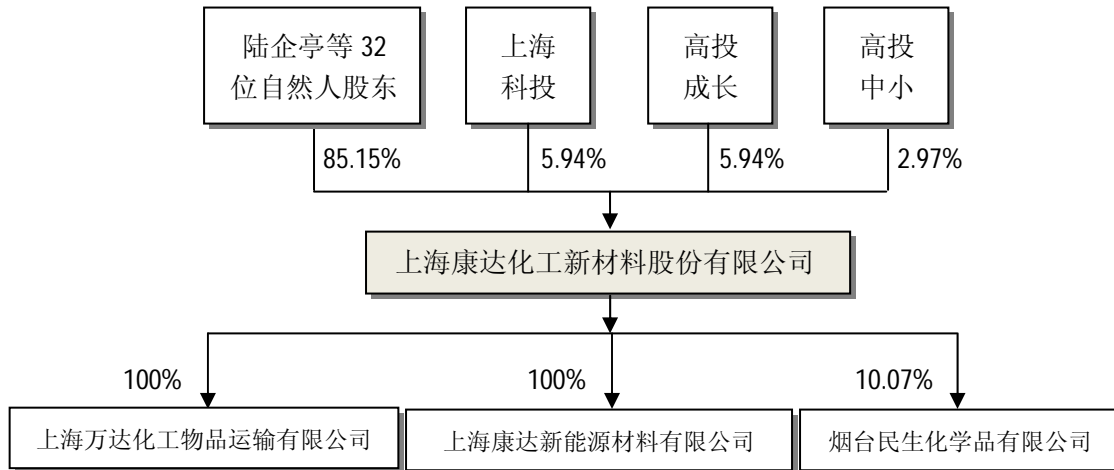 陆企亭等 32
位自然人股东
上海
科投
高投
成长
高投
中小
85.15%
5.94%
5.94%
2.97%
上海康达化工新材料股份有限公司
100%
100%
10.07%
上海万达化工物品运输有限公司
上海康达新能源材料有限公司
烟台民生化学品有限公司